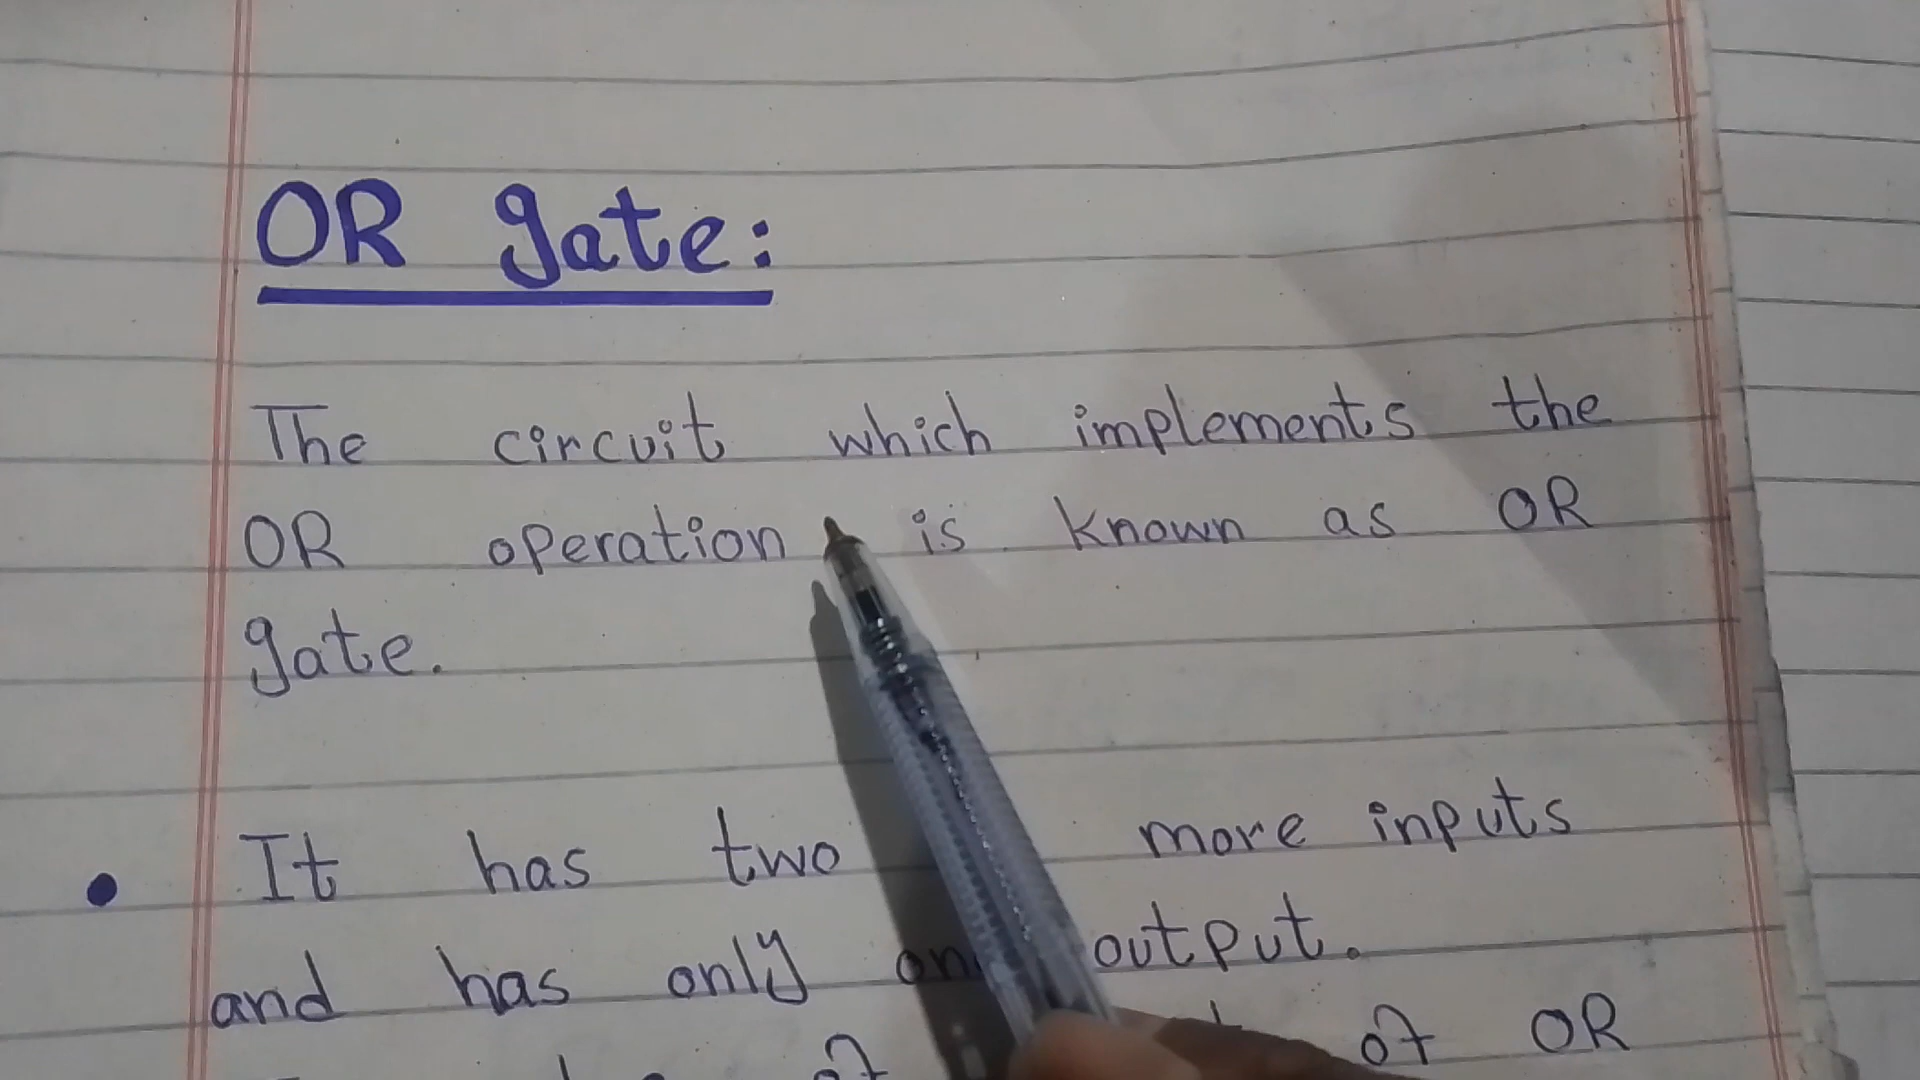 OR gate:
The circuit which implements the
OR operation is known as OR
gate.
It has two more inputs
and has only output.
of OR